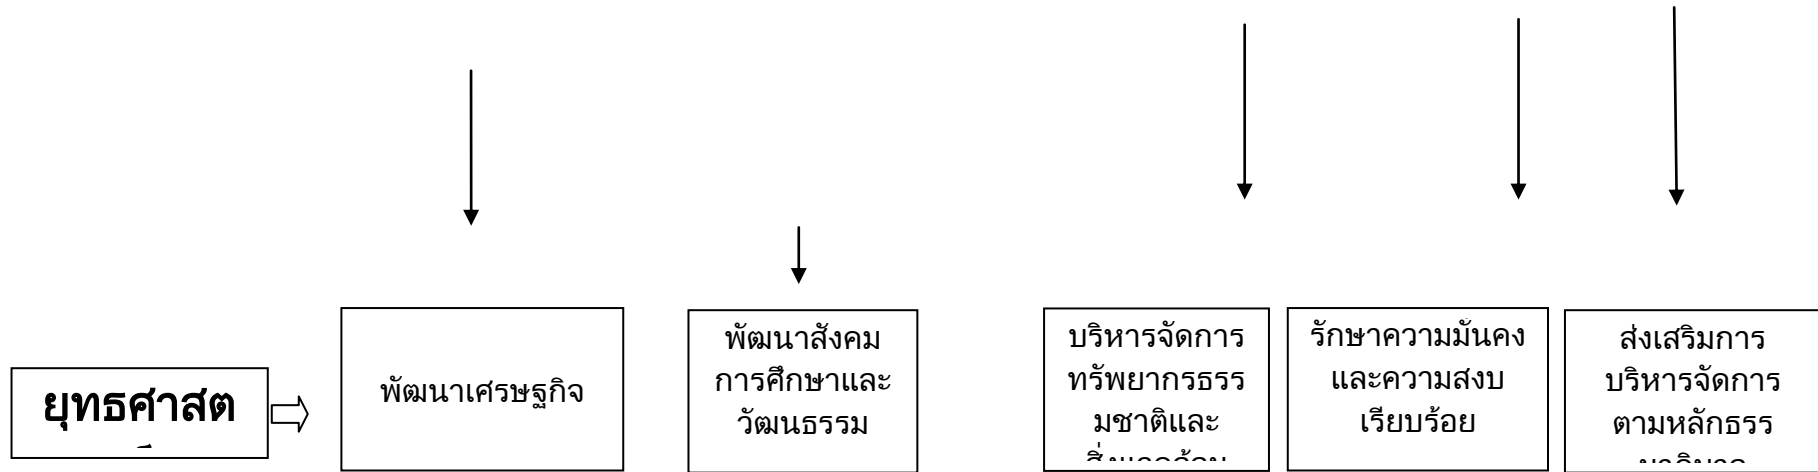 ยุทธศาสต
พัฒนาเศรษฐกิจ
พัฒนาสังคม
การศึกษาและ
วัฒนธรรม
บริหารจัดการ
ทรัพยากรธรร
มชาติและ
รักษาความมั่นคง
และความสงบ
เรียบร้อย
ส่งเสริมการ
บริหารจัดการ
ตามหลักธรร